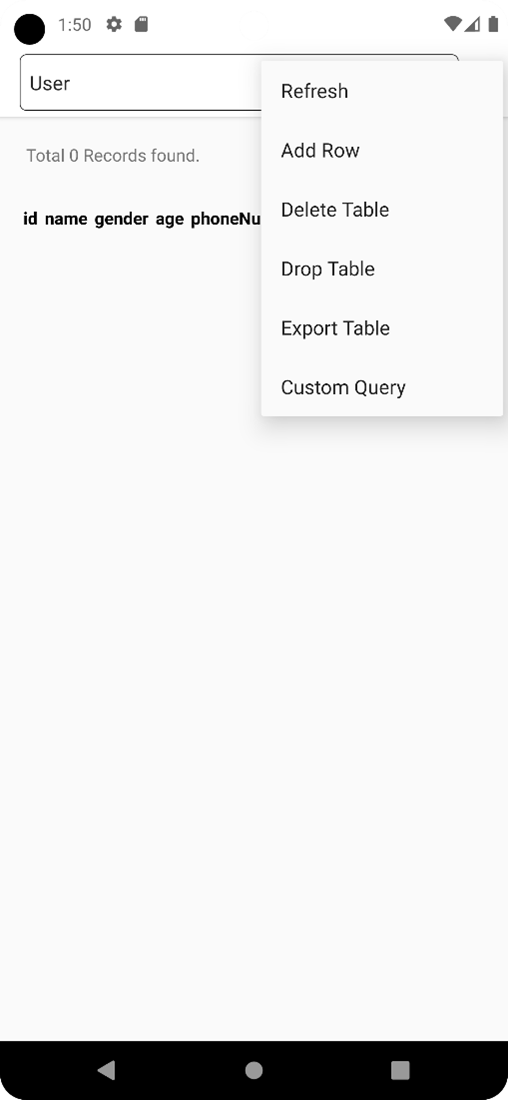 1:50
User
Refresh
Add Row
Total 0 Records found.
Delete Table
id name gender age phoneNu
Drop Table
Export Table
Custom Query